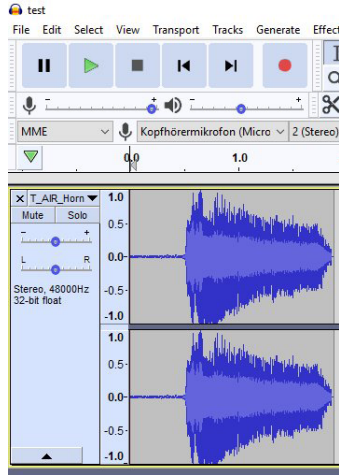 test
File Edit Select View Transport Tracks Generate Effect
- + - +
MME Kopfhörermikrofon (Micro 2 (Stereo)
0,0 1.0
X T_AIR_Horn 1.0
Mute Solo 0.5-
- + 0.0-
L R -0.5-
Stereo, 48000Hz
32-bit float -1.0
1.0
0.5-
0.0-
-0.5-
-1.0